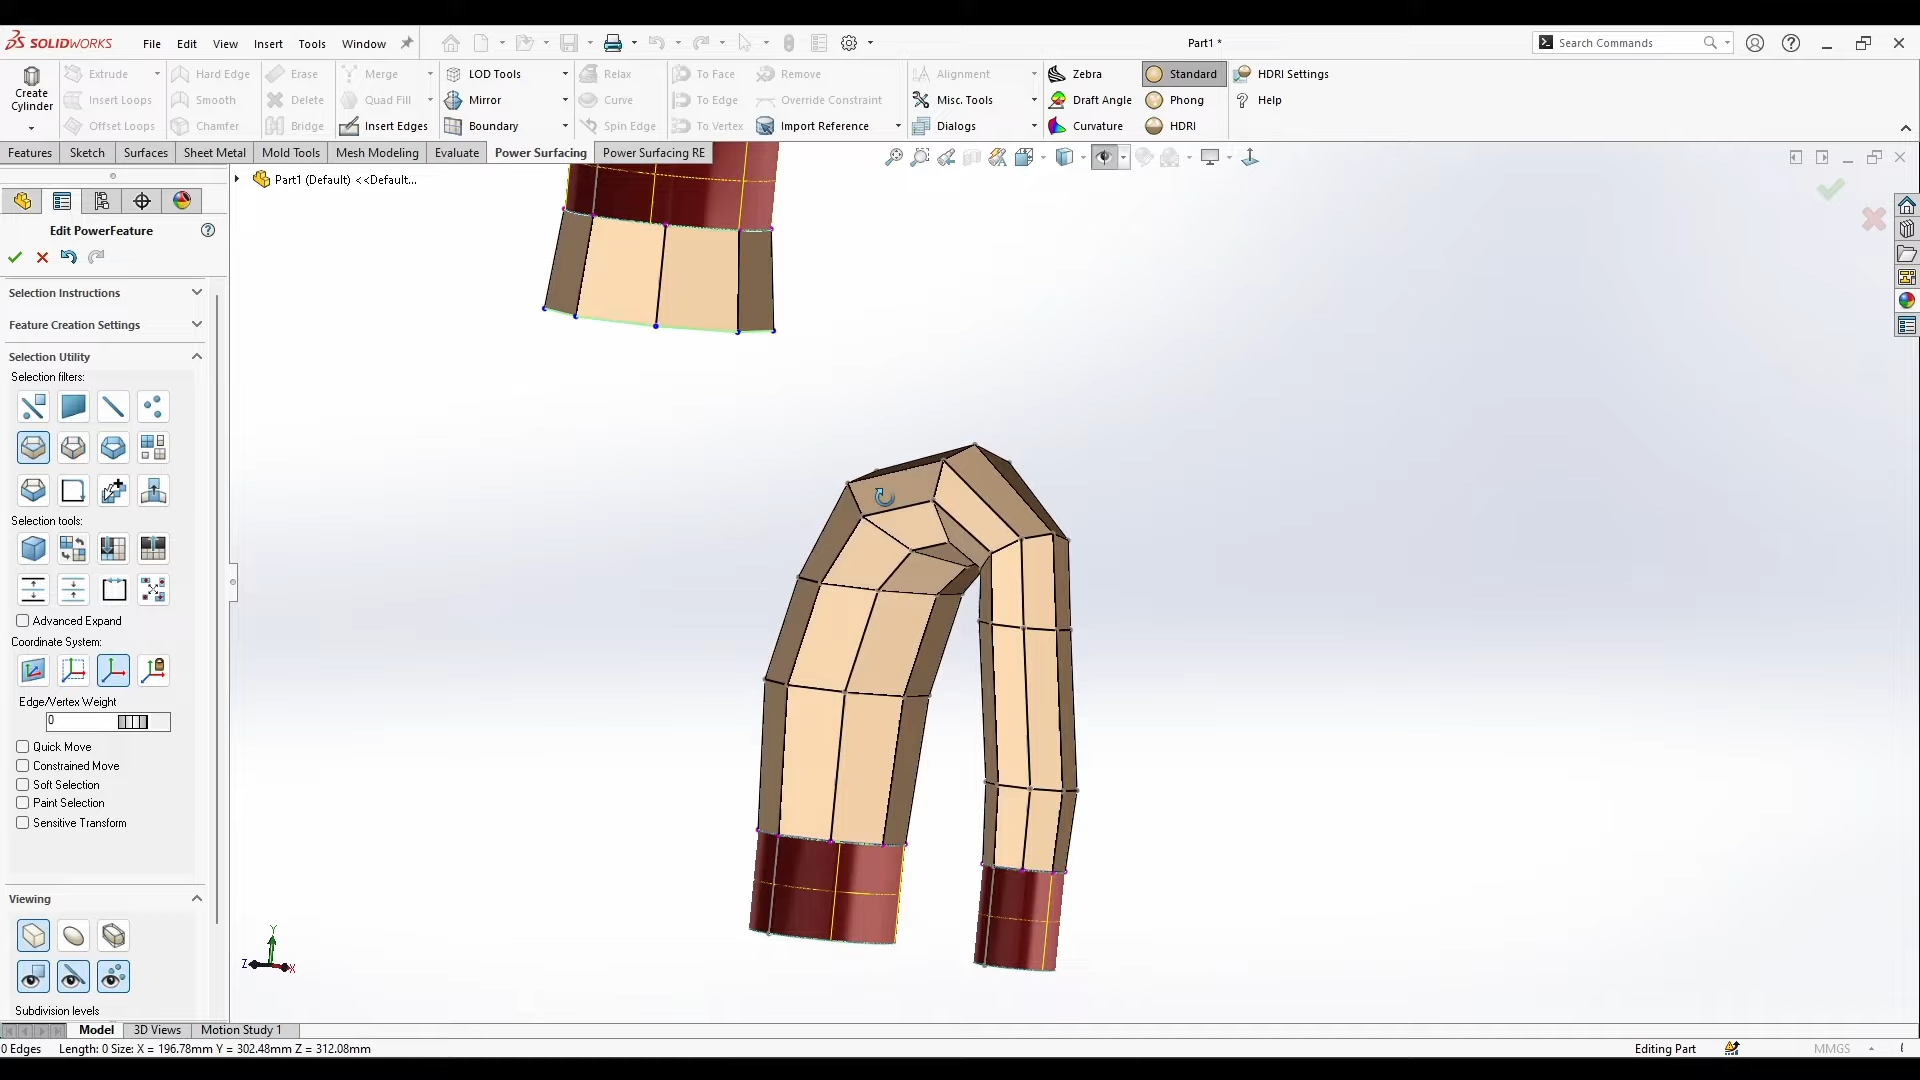 SOLIDWORKS File Edit View Insert Tools Window Part1 * Search Commands
Create Cylinder
Extrude Hard Edge Erase Merge LOD Tools Relax To Face Remove Alignment Zebra Standard HDRI Settings
Insert Loops Smooth Delete Quad Fill Mirror Curve To Edge Override Constraint Misc. Tools Draft Angle Phong Help
Offset Loops Chamfer Bridge Insert Edges Boundary Spin Edge To Vertex Import Reference Dialogs Curvature HDRI
Features Sketch Surfaces Sheet Metal Mold Tools Mesh Modeling Evaluate Power Surfacing Power Surfacing RE
Part1 (Default) <<Default...
Edit PowerFeature
Selection Instructions
Feature Creation Settings
Selection Utility
Selection filters:
Selection tools:
Advanced Expand
Coordinate System:
Edge/Vertex Weight
0
Quick Move
Constrained Move
Soft Selection
Paint Selection
Sensitive Transform
Viewing
Y
Z
X
Subdivision levels
Model 3D Views Motion Study 1
0 Edges Length: 0 Size: X = 196.78mm Y = 302.48mm Z = 312.08mm Editing Part MMGS